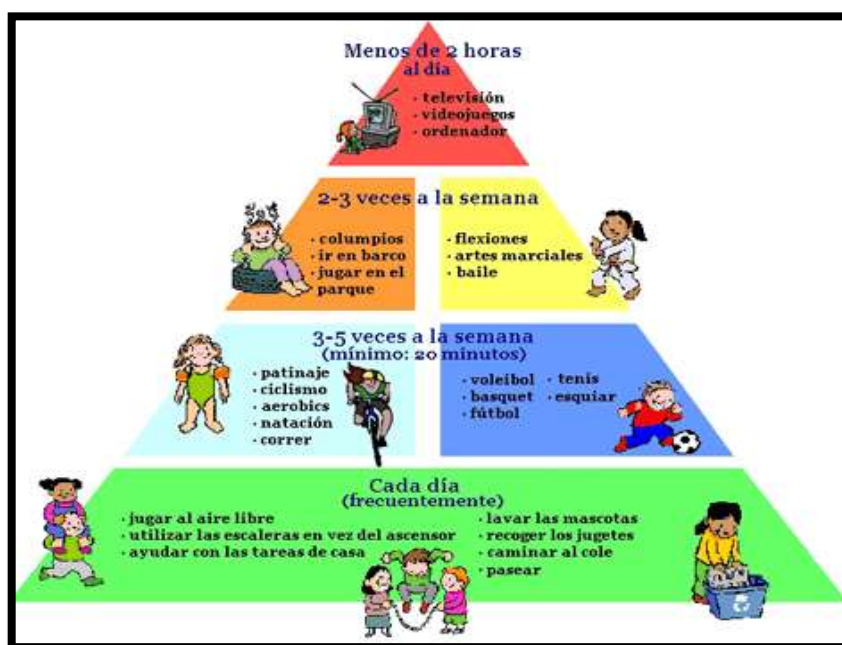 Menos de 2 horas
al día
· televisión
· videojuegos
· ordenador
2-3 veces a la semana
· columpios
· ir en barco
· jugar en el
parque
· flexiones
· artes marciales
· baile
3-5 veces a la semana
(mínimo: 20 minutos)
· patinaje
· ciclismo
· aerobics
· natación
· correr
· voleibol
· basquet
· fútbol
· tenis
· esquiar
Cada día
(frecuentemente)
· jugar al aire libre
· utilizar las escaleras en vez del ascensor
· ayudar con las tareas de casa
· lavar las mascotas
· recoger los jugetes
· caminar al cole
· pasear